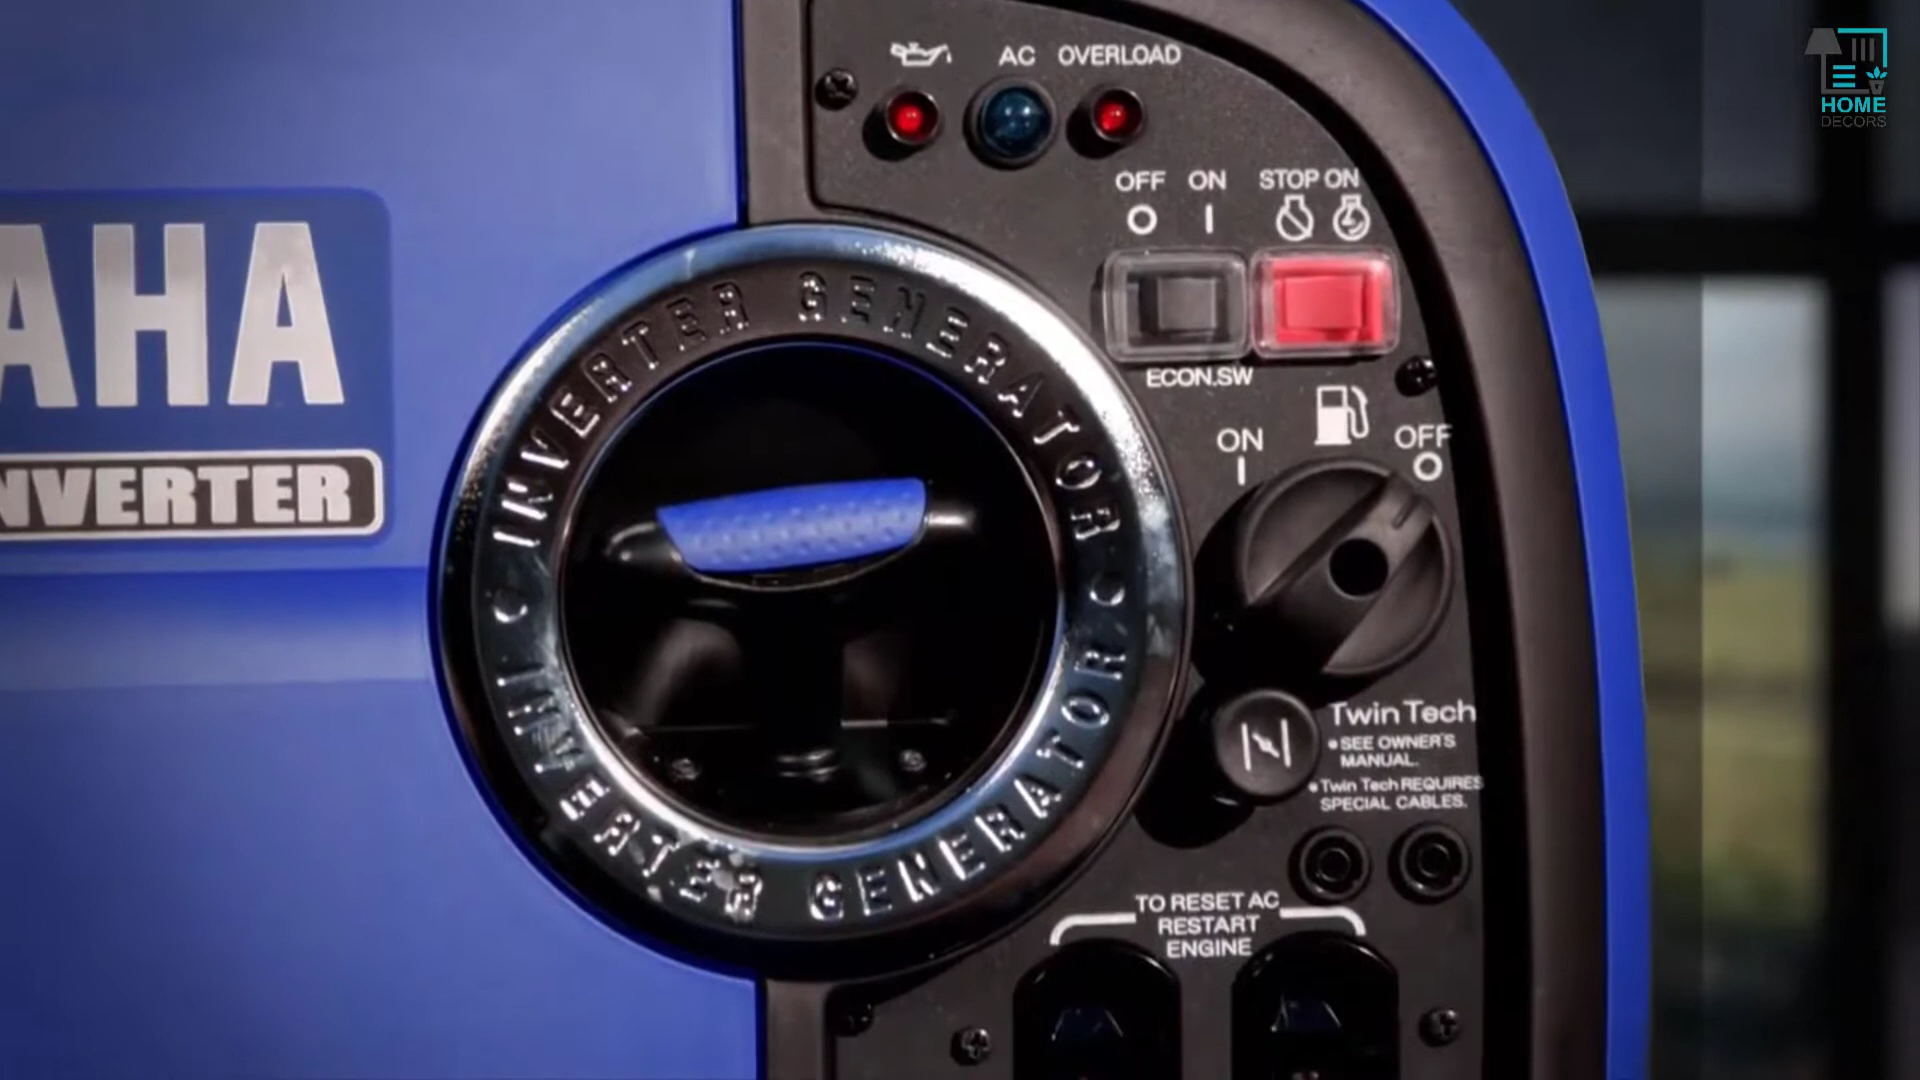 AC OVERLOAD
OFF ON STOP ON
ECON.SW
ON OFF
AHA
NVERTER
INVERTER GENERATOR
INVERTER GENERATOR
Twin Tech
• SEE OWNER'S
MANUAL.
• Twin Tech REQUIRES
SPECIAL CABLES.
TO RESET AC
RESTART
ENGINE
HOME
DECORS